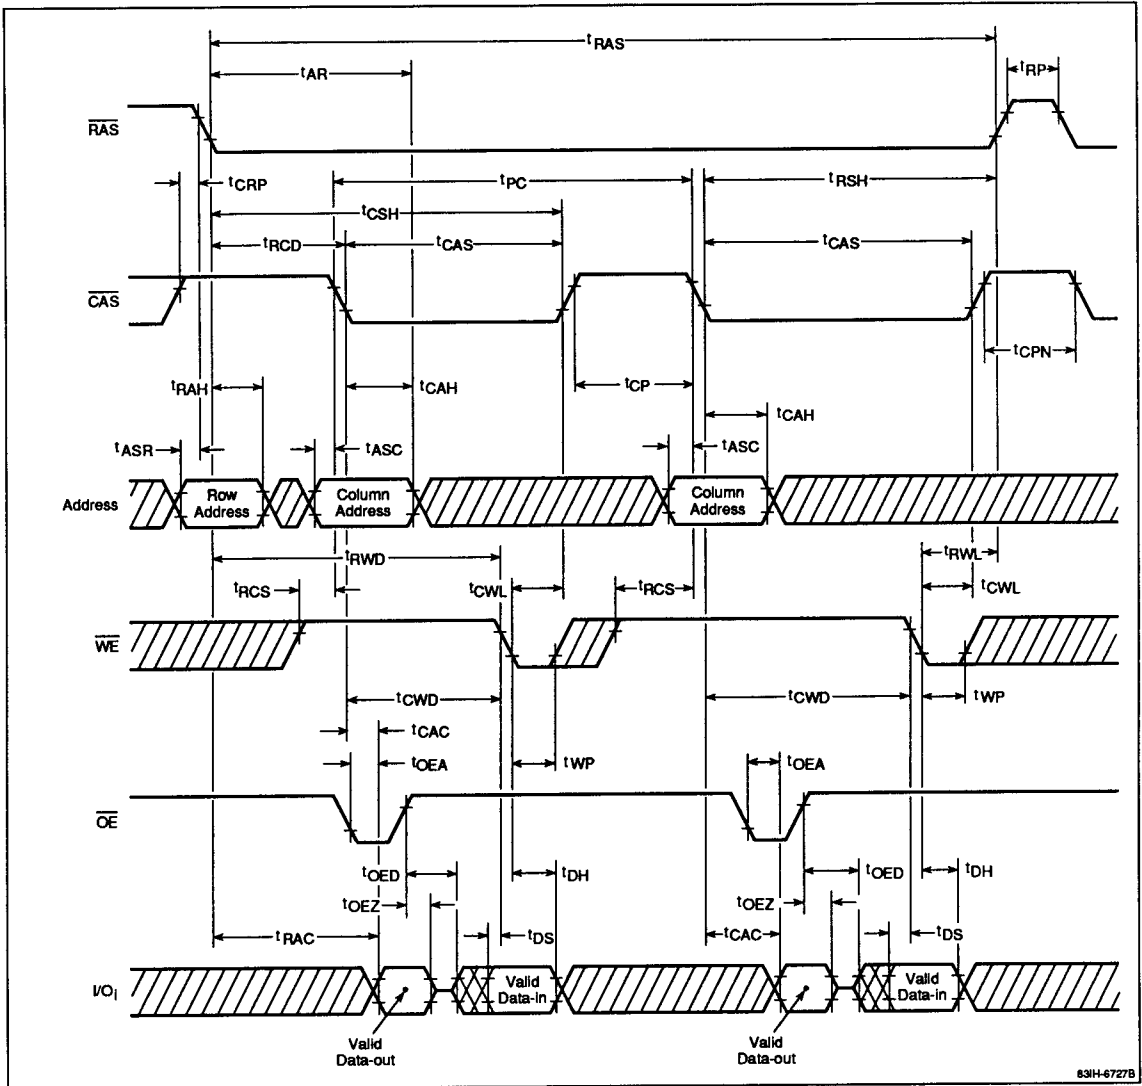 tRAS
tAR
tRP
RAS
tCRP
tPC
tRSH
tCSH
tRCD
tCAS
tCAS
CAS
tCPN
tRAH
tCAH
tCP
tCAH
tASR
tASC
tASC
Address
Row
Address
Column
Address
Column
Address
tRWD
tRWL
tRCS
tCWL
tRCS
tCWL
WE
tCWD
tCWD
tWP
tCAC
tOEA
tWP
tOEA
OE
tOED
tDH
tOED
tDH
tOEZ
tOEZ
tRAC
tDS
tCAC
tDS
I/Oi
Valid
Data-in
Valid
Data-in
Valid
Data-out
Valid
Data-out
83IH-6727B